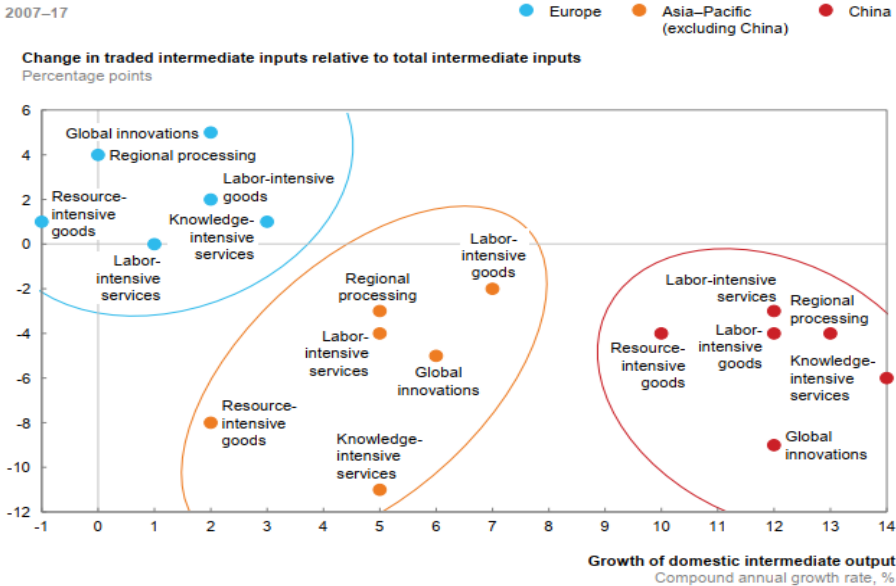 2007–17
Europe
Asia–Pacific
(excluding China)
China
Change in traded intermediate inputs relative to total intermediate inputs
Percentage points
6
4
2
0
-2
-4
-6
-8
-10
-12
Global innovations
Regional processing
Resource-
intensive
goods
Labor-intensive
goods
Knowledge-
intensive
services
Labor-
intensive
services
Labor-
intensive
goods
Regional
processing
Labor-
intensive
services
Global
innovations
Resource-
intensive
goods
Knowledge-
intensive
services
Labor-intensive
services
Regional
processing
Labor-
intensive
goods
Resource-
intensive
goods
Knowledge-
intensive
services
Global
innovations
-1 0 1 2 3 4 5 6 7 8 9 10 11 12 13 14
Growth of domestic intermediate output
Compound annual growth rate, %